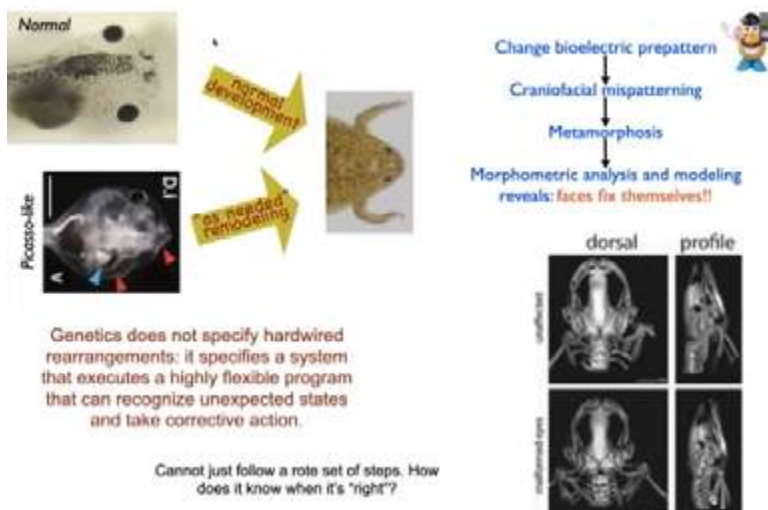 Normal
normal
development
Picasso-like
D.i
A
"as needed"
remodeling
Change bioelectric prepattern
Craniofacial mispatterning
Metamorphosis
Morphometric analysis and modeling
reveals: faces fix themselves!!
dorsal
profile
unaffected
malformed eyes
Genetics does not specify hardwired
rearrangements: it specifies a system
that executes a highly flexible program
that can recognize unexpected states
and take corrective action.
Cannot just follow a rote set of steps. How
does it know when it's "right"?